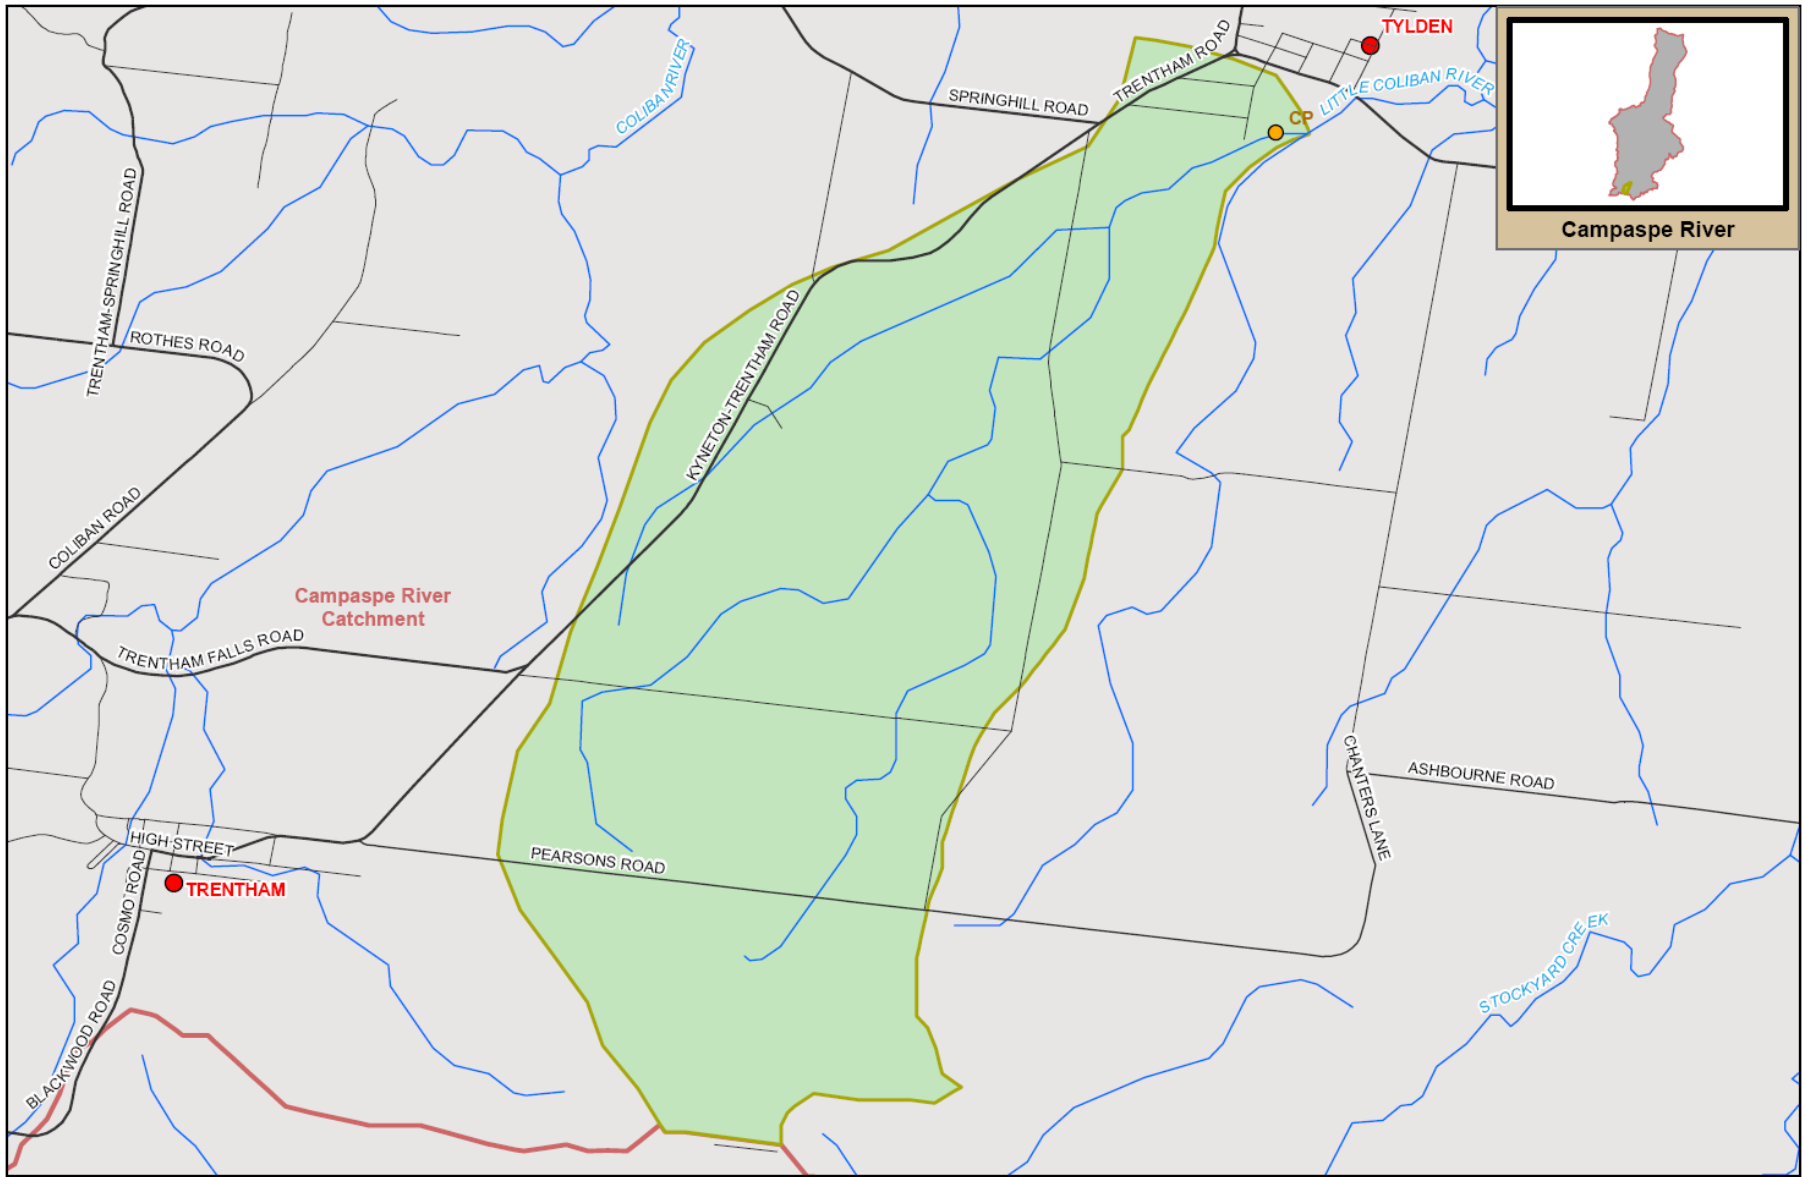 TYLDEN
TRENTHAM ROAD
COLIBANRIVER
LITTLE COLIBAN RIVER
SPRINGHILL ROAD
CP
Campaspe River
TRENTHAM-SPRINGHILL ROAD
ROTHES ROAD
KYNETON-TRENTHAM ROAD
COLIBAN ROAD
Campaspe River
Catchment
TRENTHAM FALLS ROAD
CHANTERS LANE
ASHBOURNE ROAD
HIGH STREET
PEARSONS ROAD
TRENTHAM
COSMO ROAD
STOCKYARD CREEK
BLACKWOOD ROAD